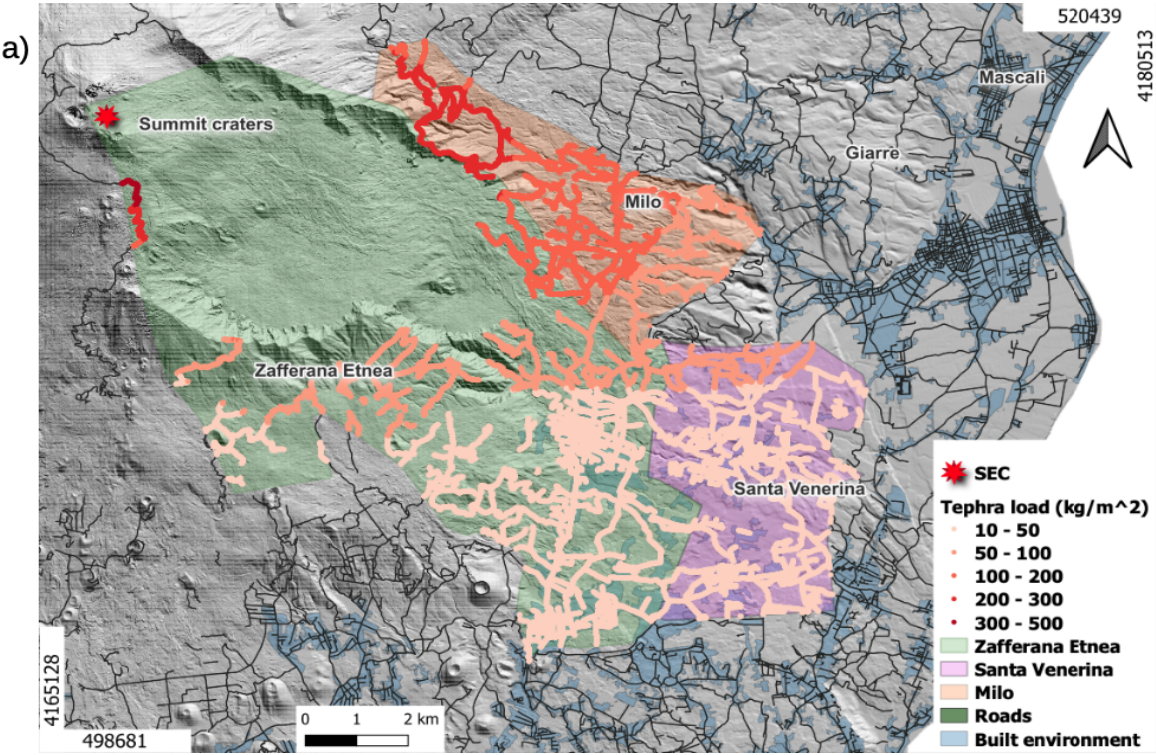 a)
520439
4180513
Mascali
Summit craters
Giarre
Milo
Zafferana Etnea
Santa Venerina
SEC
Tephra load (kg/m^2)
10 - 50
50 - 100
100 - 200
200 - 300
300 - 500
Zafferana Etnea
Santa Venerina
Milo
Roads
Built environment
4165128
498681
0 1 2 km